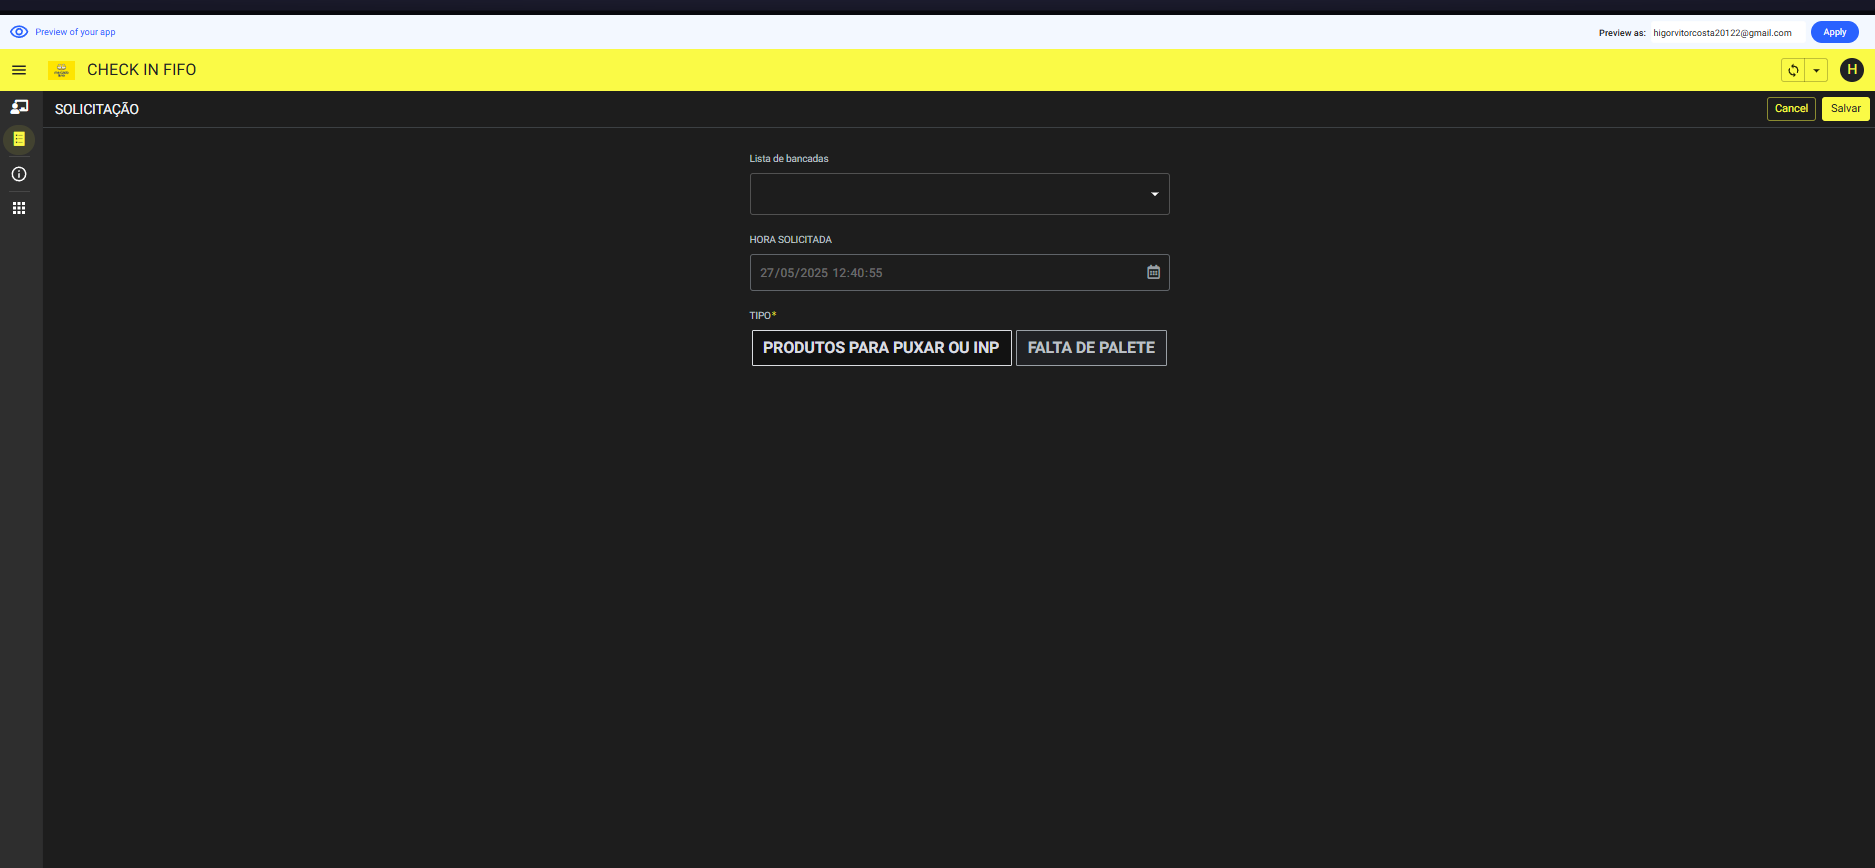 Preview of your app
Preview as: higorvitorcosta20122@gmail.com Apply
CHECK IN FIFO
H
SOLICITAÇÃO
Cancel Salvar
Lista de bancadas
HORA SOLICITADA
27/05/2025 12:40:55
TIPO*
PRODUTOS PARA PUXAR OU INP FALTA DE PALETE